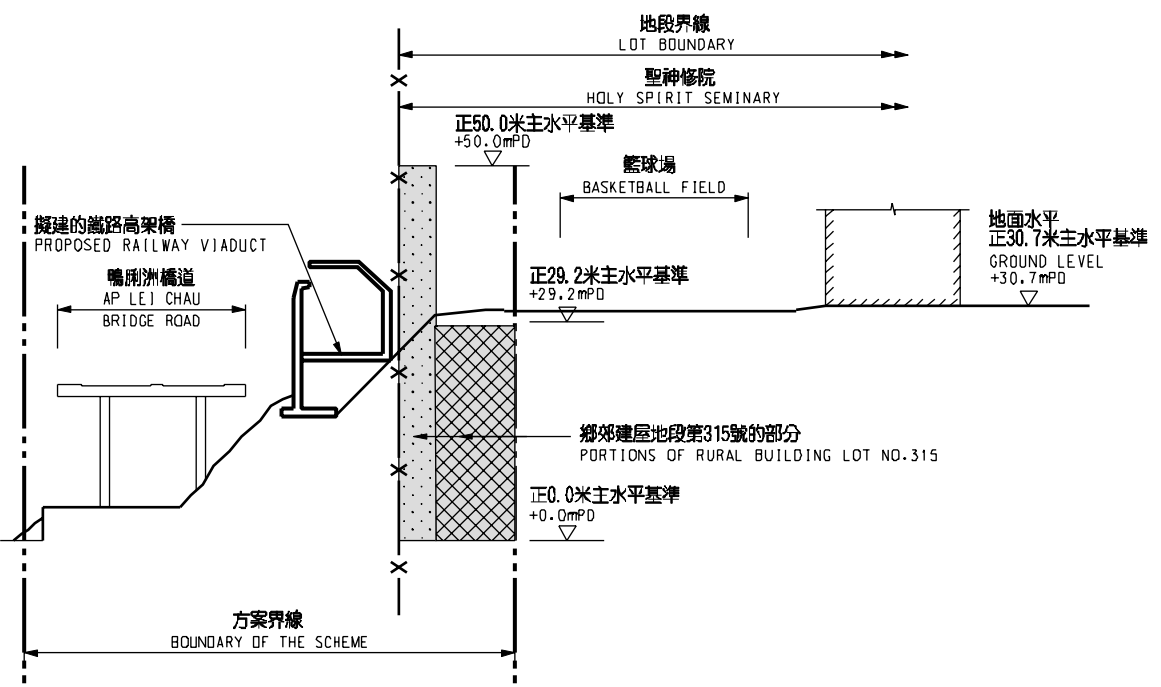 地段界線
LOT BOUNDARY
聖神修院
HOLY SPIRIT SEMINARY
正50.0米主水平基準
+50.0mPD
籃球場
BASKETBALL FIELD
擬建的鐵路高架橋
PROPOSED RAILWAY VIADUCT
地面水平
正30.7米主水平基準
GROUND LEVEL
+30.7mPD
鴨脷洲橋道
AP LEI CHAU
BRIDGE ROAD
正29.2米主水平基準
+29.2mPD
鄉郊建屋地段第315號的部分
PORTIONS OF RURAL BUILDING LOT NO.315
正0.0米主水平基準
+0.0mPD
方案界線
BOUNDARY OF THE SCHEME